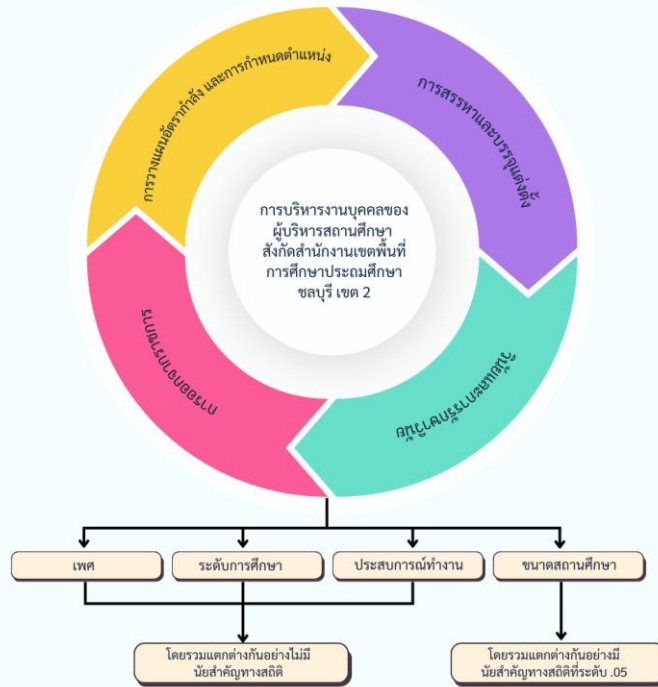 การวางแผนอัตรากำลัง และการกำหนดตำแหน่ง
การสรรหาและบรรจุแต่งตั้ง
การบริหารงานบุคคลของ
ผู้บริหารสถานศึกษา
สังกัดสำนักงานเขตพื้นที่
การศึกษาประถมศึกษา
ชลบุรี เขต 2
การออกจากราชการ
วินัยและการรักษาวินัย
เพศ
ระดับการศึกษา
ประสบการณ์ทำงาน
ขนาดสถานศึกษา
โดยรวมแตกต่างกันอย่างไม่มี
นัยสำคัญทางสถิติ
โดยรวมแตกต่างกันอย่างมี
นัยสำคัญทางสถิติที่ระดับ .05